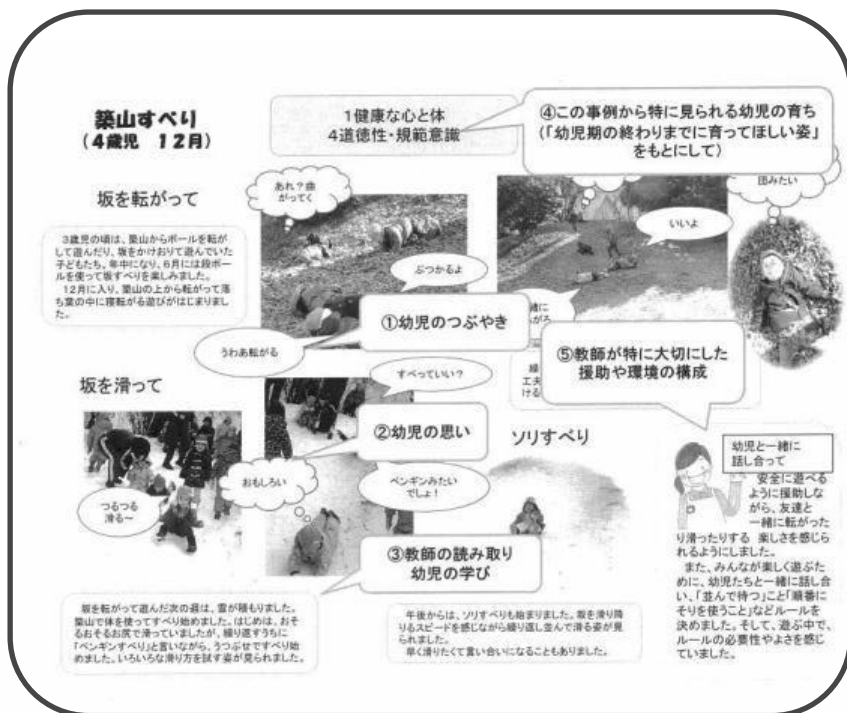 築山すべり
(4歳児 12月)
1健康な心と体
4道徳性・規範意識
④この事例から特に見られる幼児の育ち
(「幼児期の終わりまでに育ってほしい姿」
をもとにして)
坂を転がって
3歳児の頃は、築山からボールを転が
して遊んだり、坂をかけおりて遊んでいた
子どもたち。年中になり、6月には段ボー
ルを使って坂すべりを楽しみました。
12月に入り、築山の上から転がって落
ち葉の中に寝転がる遊びがはじまりまし
た。
あれ?曲
がってく
ぶつかるよ
うわあ転がる
①幼児のつぶやき
いいよ
団みたい
⑤教師が特に大切にした
援助や環境の構成
坂を滑って
すべっていい?
②幼児の思い
おもしろい
ペンギンみたい
でしょ!
つるつる
滑る~
③教師の読み取り
幼児の学び
ソリすべり
坂を転がって遊んだ次の週は、雪が積もりました。
築山で体を使ってすべり始めました。はじめは、おそ
るおそるお尻で滑っていましたが、繰り返すうちに
「ペンギンすべり」と言いながら、うつぶせですべり始
めました。いろいろな滑り方を試す姿が見られました。
午後からは、ソリすべりも始まりました。坂を滑り降
りるスピードを感じながら繰り返し並んで滑る姿が見
られました。
早く滑りたくて言い合いになることもありました。
幼児と一緒に
話し合って
安全に遊べる
ように援助しな
がら、友達と
一緒に転がった
り滑ったりする 楽しさを感じ
られるようにしました。
また、みんなが楽しく遊ぶた
めに、幼児たちと一緒に話し合
い、「並んで待つ」こと「順番に
そりを使うこと」などルールを
決めました。そして、遊ぶ中で、
ルールの必要性やよさを感じ
ていました。